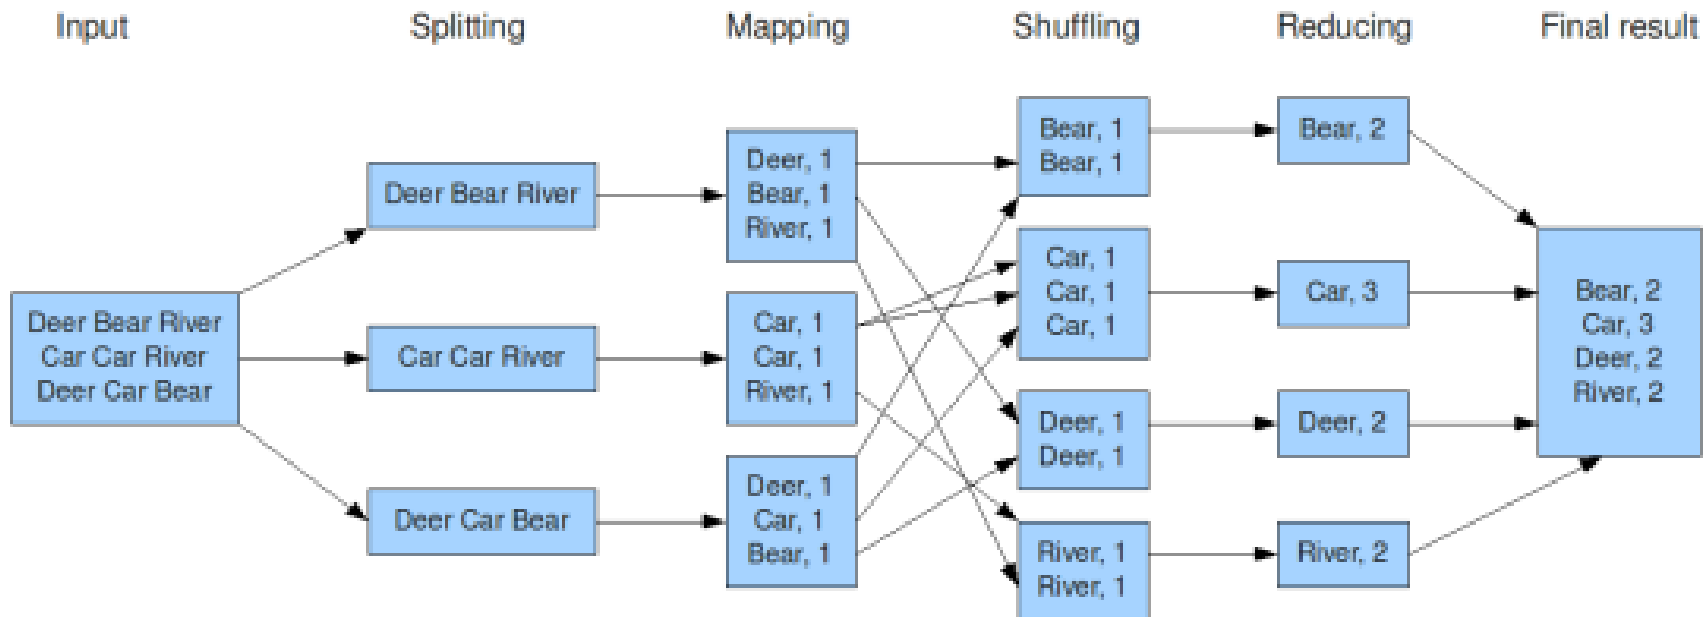 Input
Splitting
Mapping
Shuffling
Reducing
Final result
Deer Bear River
Car Car River
Deer Car Bear
Deer Bear River
Car Car River
Deer Car Bear
Deer, 1
Bear, 1
River, 1
Car, 1
Car, 1
River, 1
Deer, 1
Car, 1
Bear, 1
Bear, 1
Bear, 1
Car, 1
Car, 1
Car, 1
Deer, 1
Deer, 1
River, 1
River, 1
Bear, 2
Car, 3
Deer, 2
River, 2
Bear, 2
Car, 3
Deer, 2
River, 2